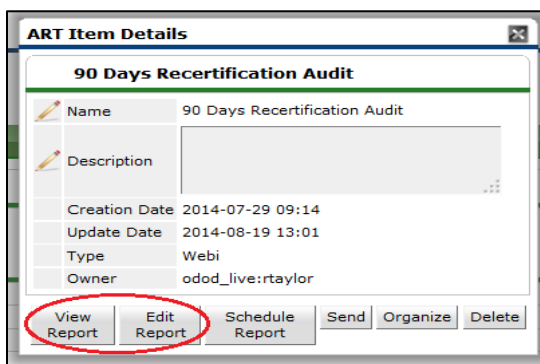 ART Item Details
90 Days Recertification Audit
Name 90 Days Recertification Audit
Description
Creation Date 2014-07-29 09:14
Update Date 2014-08-19 13:01
Type Webi
Owner odod_live:rtaylor
View Edit Schedule Send Organize Delete
Report Report Report